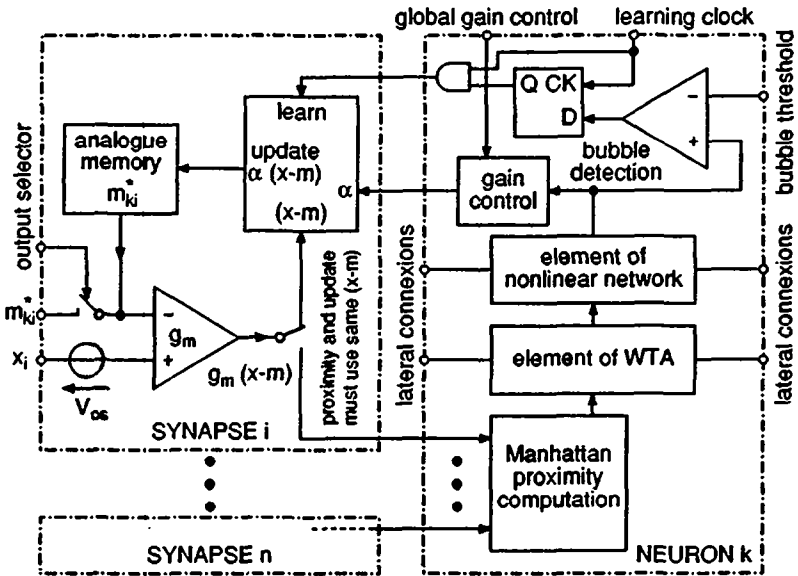 global gain control
learning clock
learn
update
α (x-m)
(x-m)
α
analogue
memory
m*ki
output selector
m*ki
xi
Vos
gm
−
+
gm (x-m)
proximity and update
must use same (x-m)
SYNAPSE i
SYNAPSE n
Q CK
D
−
+
bubble threshold
bubble
detection
gain
control
element of
nonlinear network
lateral connexions
lateral connexions
element of WTA
Manhattan
proximity
computation
NEURON k